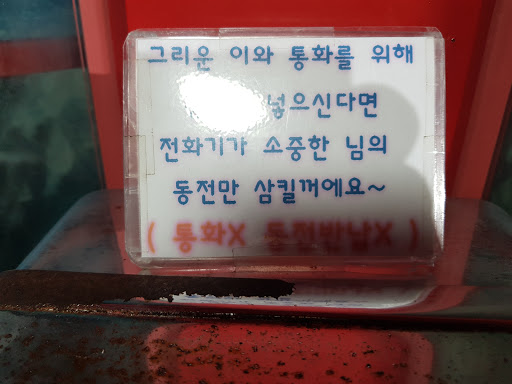 그리운 이와 통화를 위해
넣으신다면
전화기가 소중한 님의
동전만 삼킬꺼에요~
( 통화X 동전반납X )